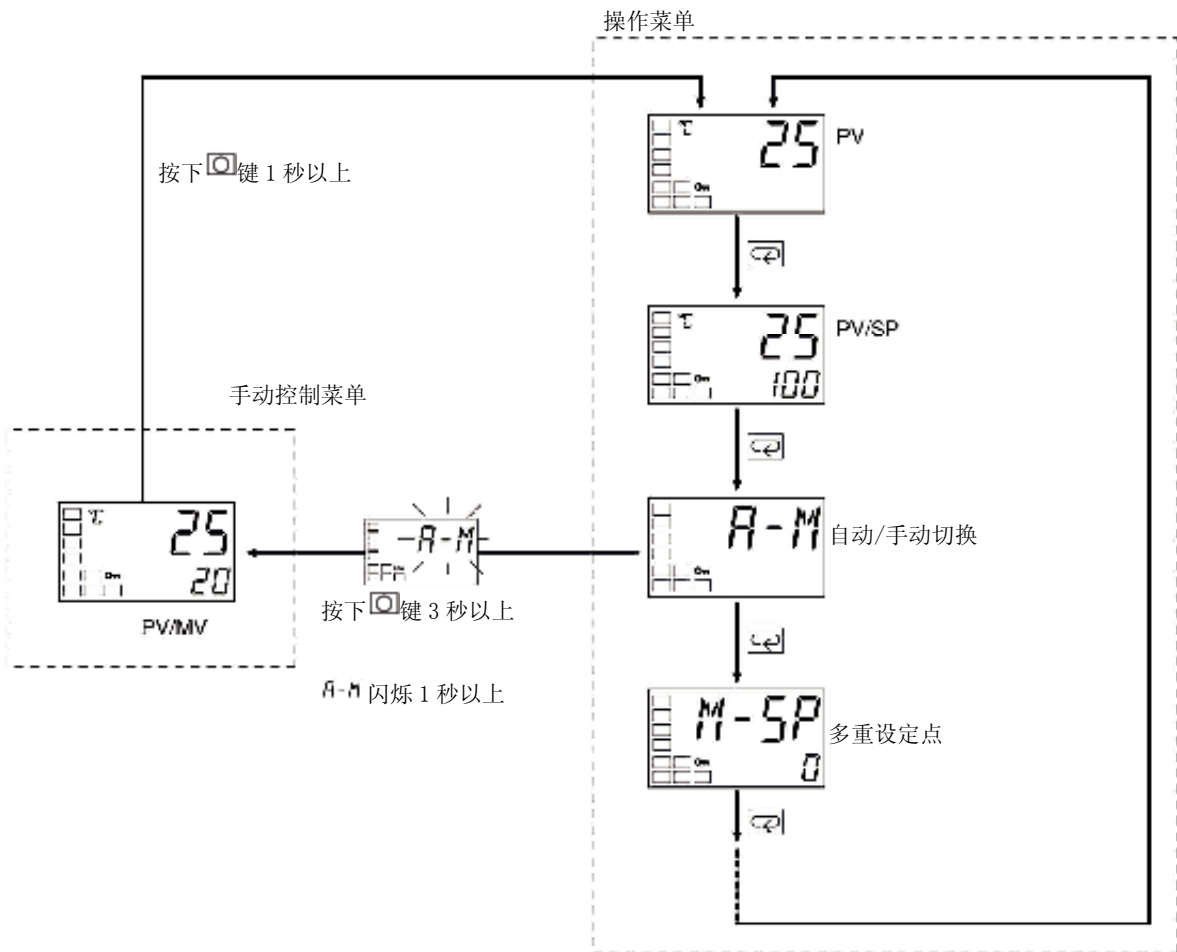 操作菜单
℃ 25 PV
按下键 1 秒以上
℃ 25 PV/SP
100
手动控制菜单
A-M 自动/手动切换
℃ 25
20
PV/MV
A-M
按下键 3 秒以上
A-M 闪烁 1 秒以上
M-SP 多重设定点
0